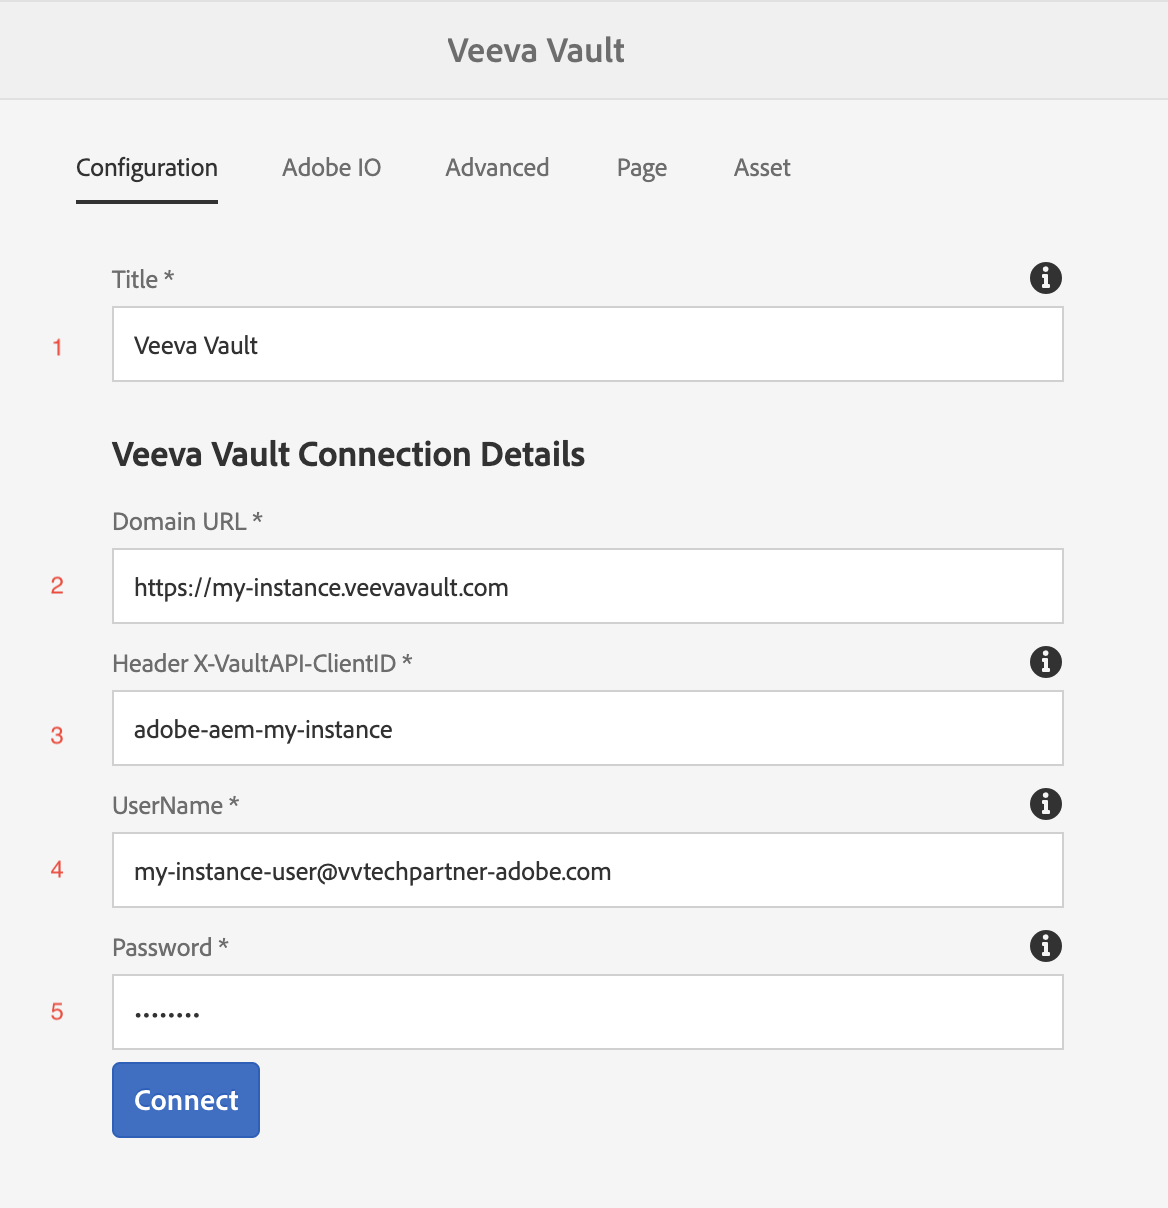 Veeva Vault
Configuration Adobe IO Advanced Page Asset
Title *
1 Veeva Vault
Veeva Vault Connection Details
Domain URL *
2 https://my-instance.veevavault.com
Header X-VaultAPI-ClientID *
3 adobe-aem-my-instance
UserName *
4 my-instance-user@vvtechpartner-adobe.com
Password *
5 ••••••••
Connect